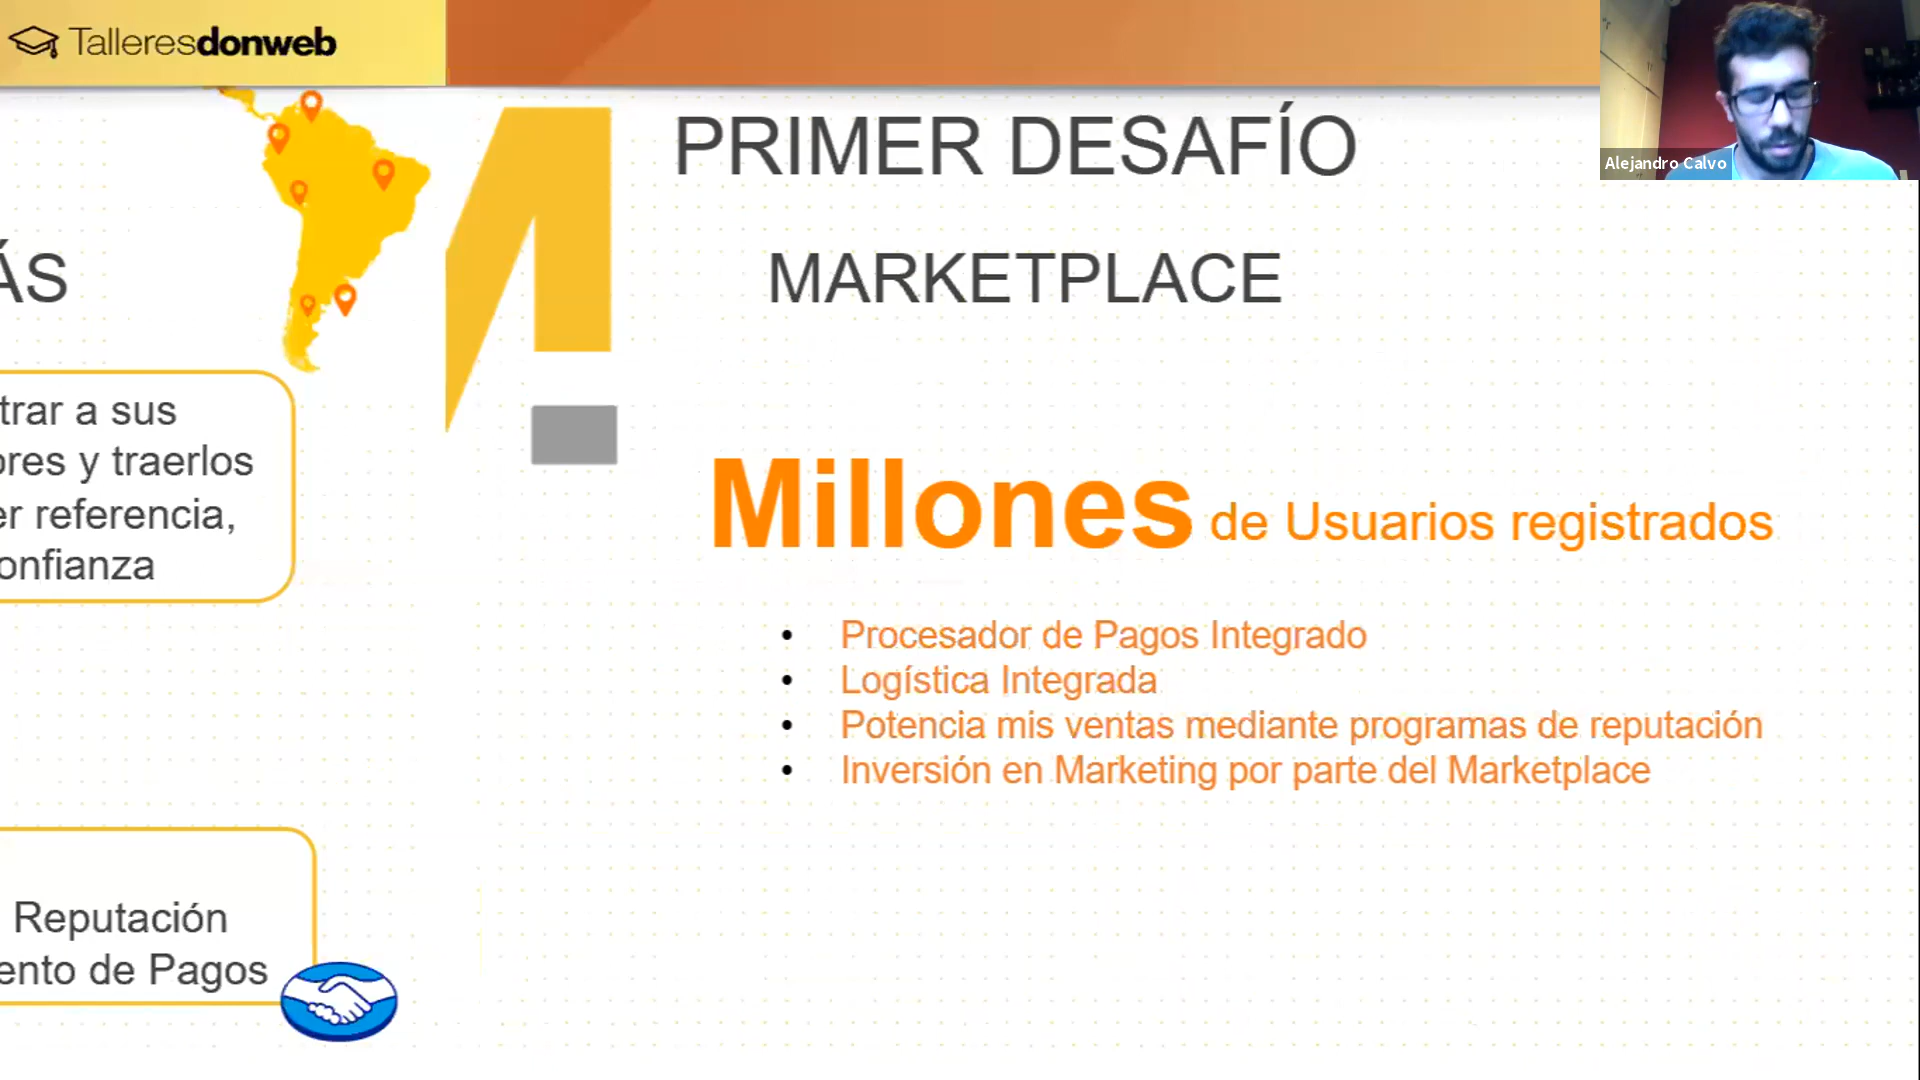 Talleresdonweb
Alejandro Calvo
PRIMER DESAFÍO
MARKETPLACE
Millones de Usuarios registrados
• Procesador de Pagos Integrado
• Logística Integrada
• Potencia mis ventas mediante programas de reputación
• Inversión en Marketing por parte del Marketplace
ÁS
trar a sus
ores y traerlos
er referencia,
onfianza
Reputación
ento de Pagos